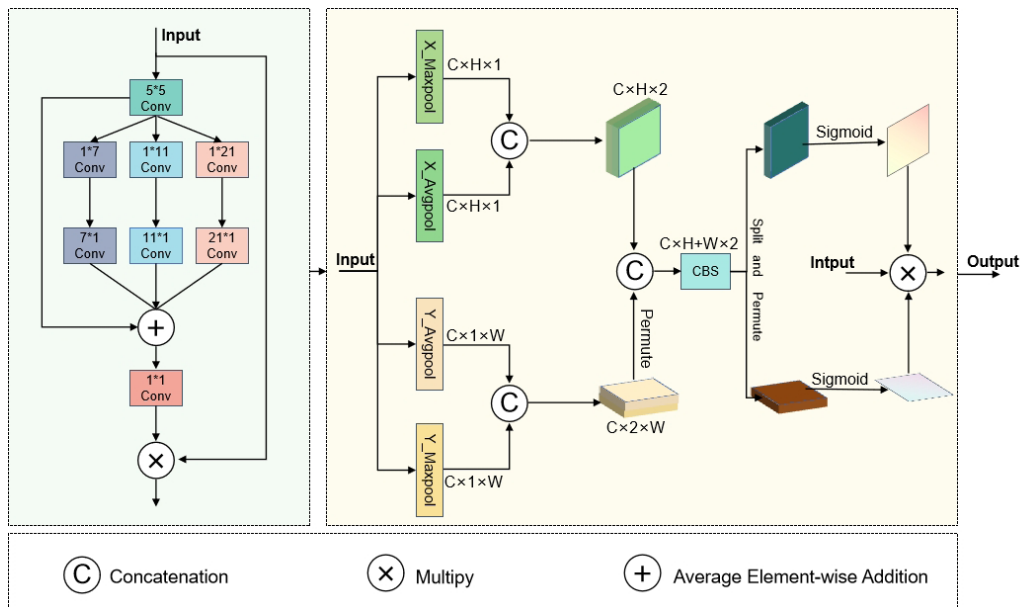 Input
5*5
Conv
1*7
Conv
1*11
Conv
1*21
Conv
7*1
Conv
11*1
Conv
21*1
Conv
+
1*1
Conv
×
Input
X_Maxpool
C×H×1
X_Avgpool
C×H×1
C
C×H×2
Y_Avgpool
C×1×W
Y_Maxpool
C×1×W
C
C×2×W
Permute
C
C×H+W×2
CBS
Split and Permute
Sigmoid
Sigmoid
Intput
×
Output
C Concatenation
× Multipy
+ Average Element-wise Addition